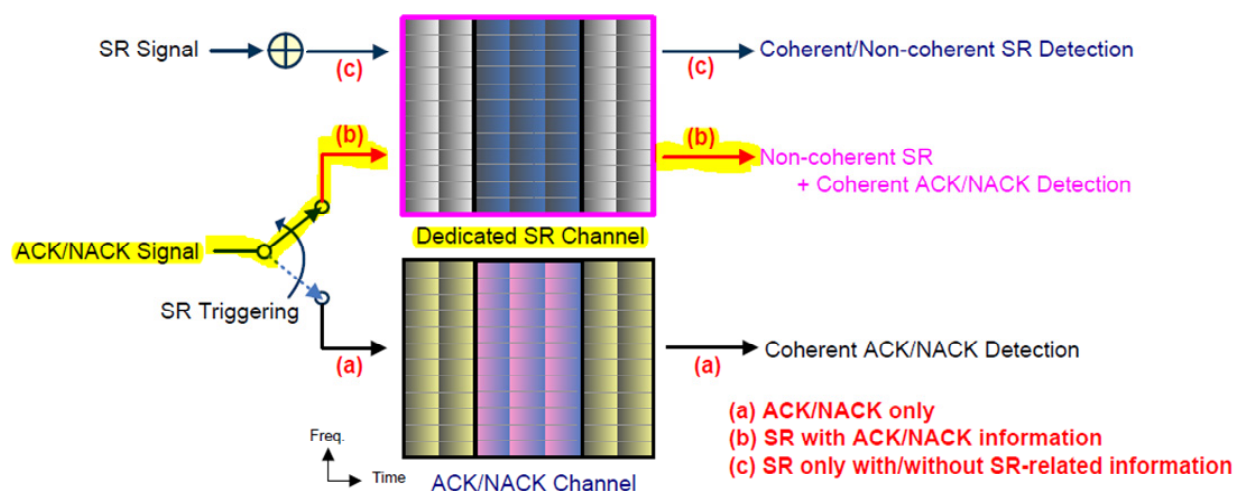 SR Signal
(c)
(c)
Coherent/Non-coherent SR Detection
(b)
(b)
Non-coherent SR
+ Coherent ACK/NACK Detection
ACK/NACK Signal
Dedicated SR Channel
SR Triggering
(a)
(a)
Coherent ACK/NACK Detection
(a) ACK/NACK only
(b) SR with ACK/NACK information
(c) SR only with/without SR-related information
Freq.
Time
ACK/NACK Channel